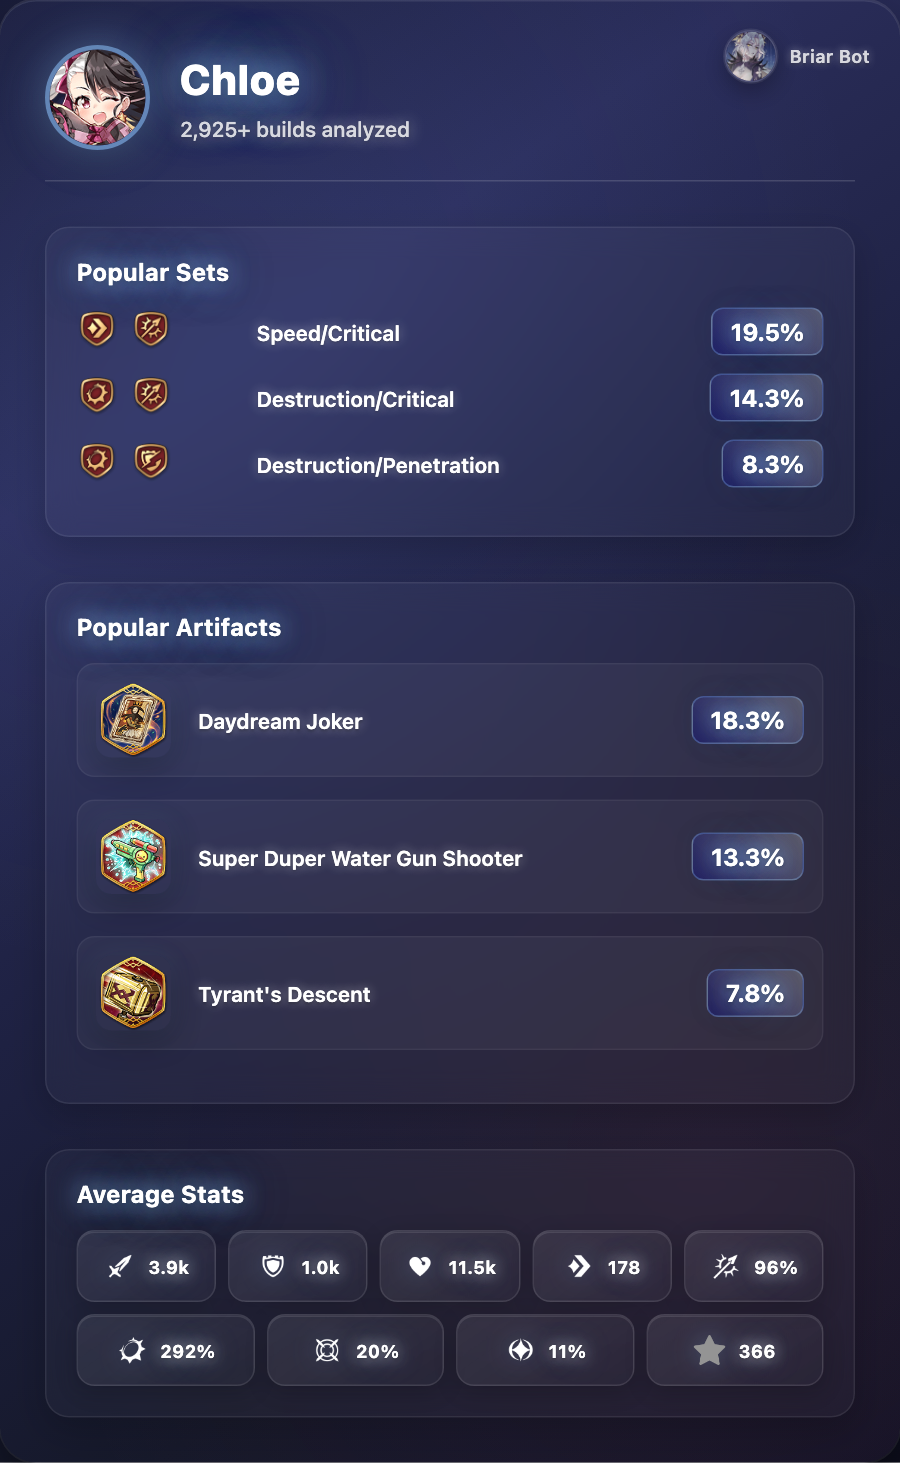 Chloe
2,925+ builds analyzed
Briar Bot
Popular Sets
Speed/Critical
19.5%
Destruction/Critical
14.3%
Destruction/Penetration
8.3%
Popular Artifacts
Daydream Joker
18.3%
Super Duper Water Gun Shooter
13.3%
Tyrant's Descent
7.8%
Average Stats
3.9k
1.0k
11.5k
178
96%
292%
20%
11%
366